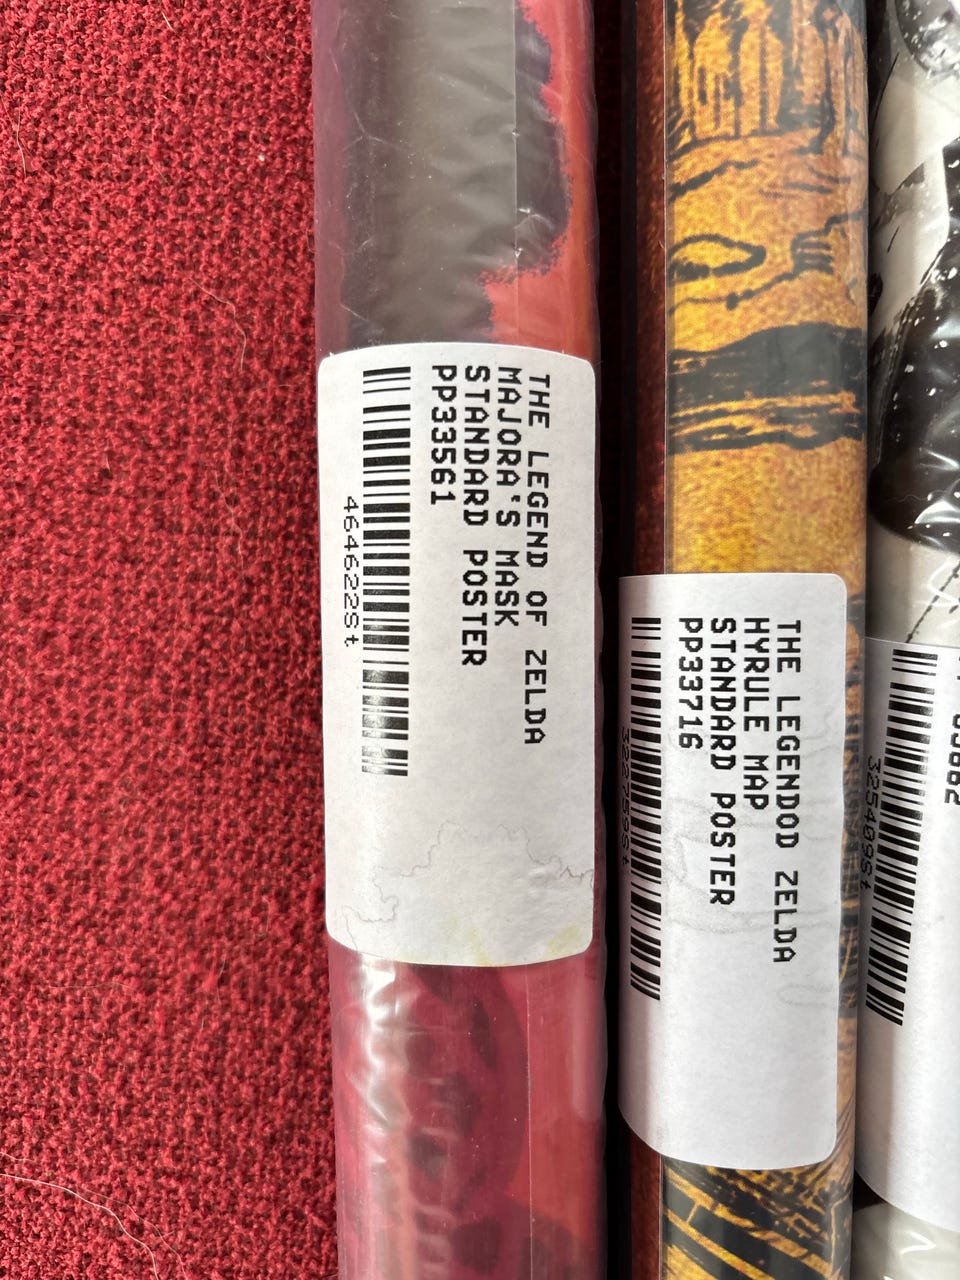 THE LEGEND OF ZELDA
MAJORA'S MASK
STANDARD POSTER
PP33561
464622St
THE LEGENDOD ZELDA
HYRULE MAP
STANDARD POSTER
PP33716
322759St
325409St